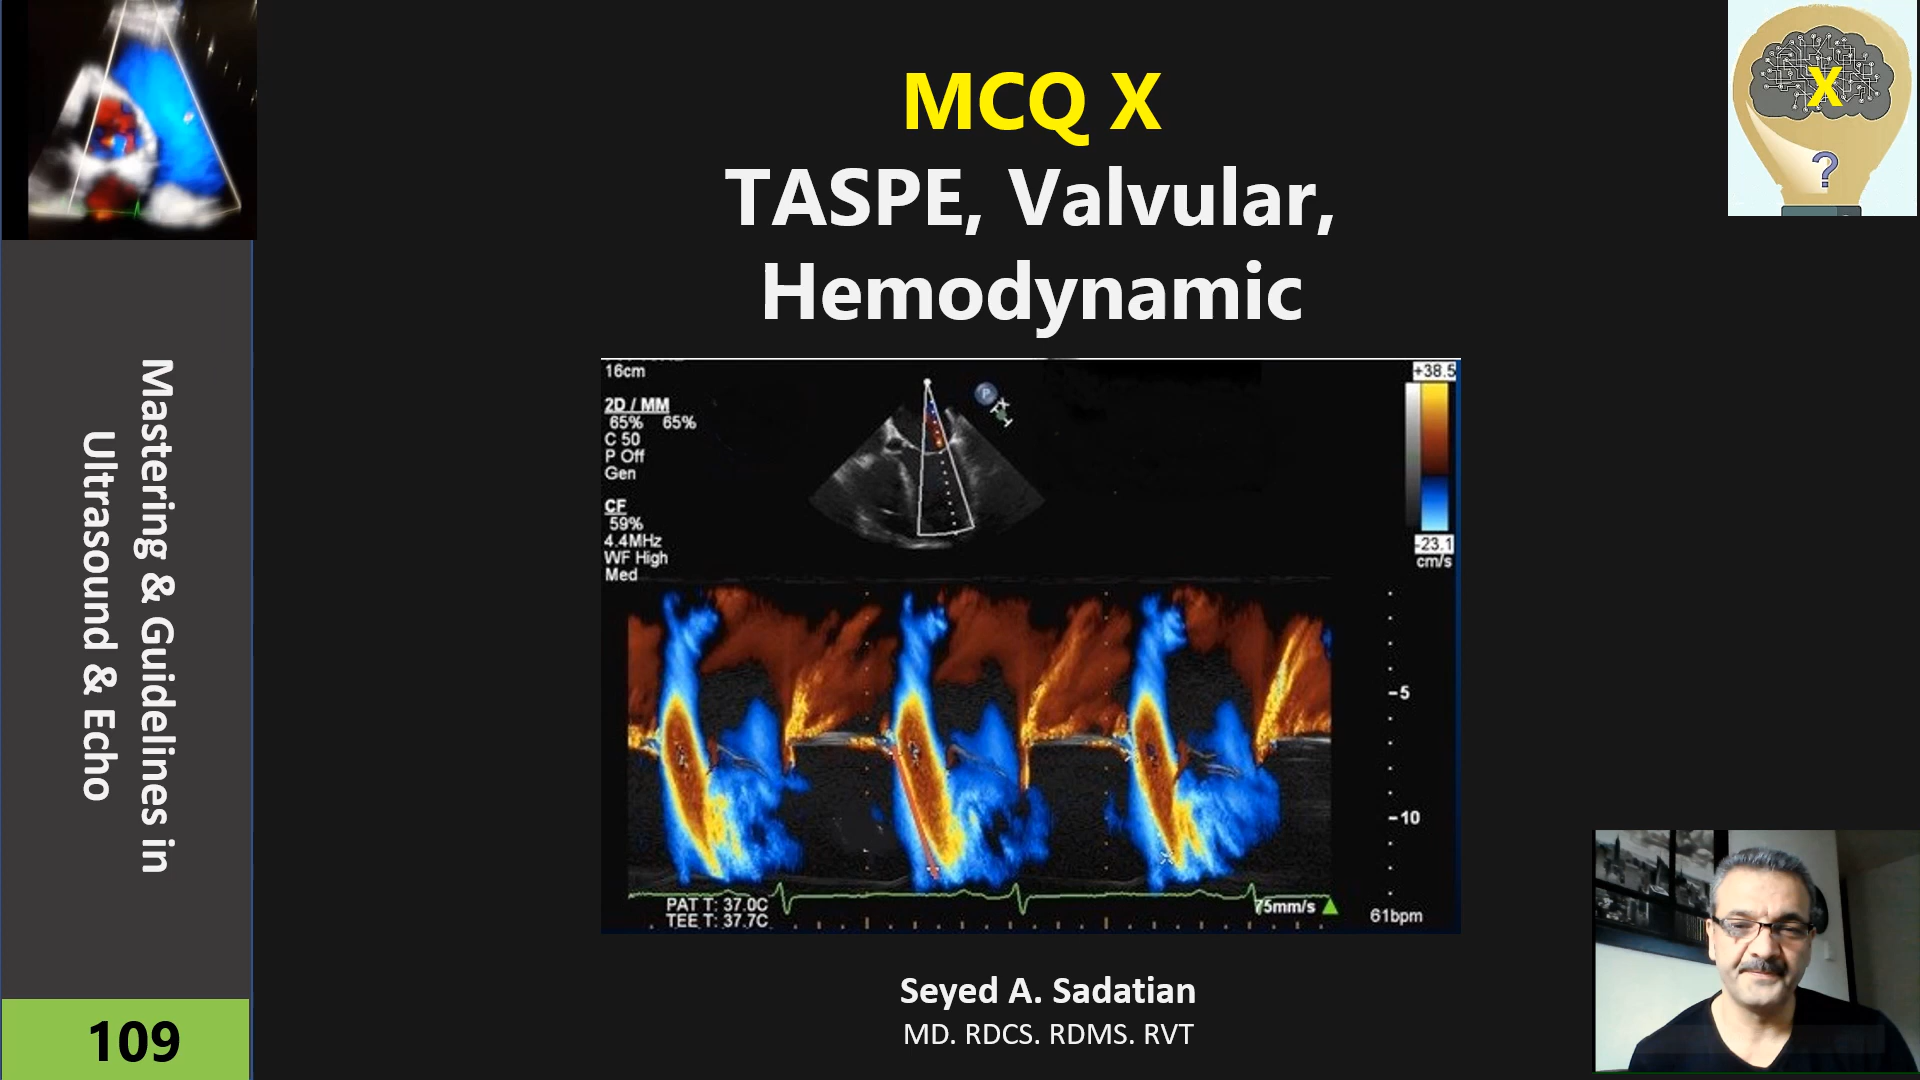 MCQ X
TASPE, Valvular,
Hemodynamic
X
?
Mastering & Guidelines in
Ultrasound & Echo
109
16cm
2D / MM
65% 65%
C 50
P Off
Gen
CF
59%
4.4MHz
WF High
Med
P
X
+38.5
-23.1
cm/s
-5
-10
PAT T: 37.0C
TEE T: 37.7C
75mm/s
61bpm
Seyed A. Sadatian
MD. RDCS. RDMS. RVT